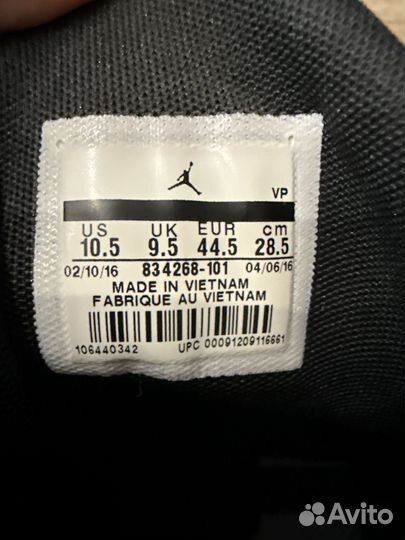 VP
US UK EUR cm
10.5 9.5 44.5 28.5
02/10/16 834268-101 04/06/16
MADE IN VIETNAM
FABRIQUE AU VIETNAM
106440342 UPC 00091209116661
Avito